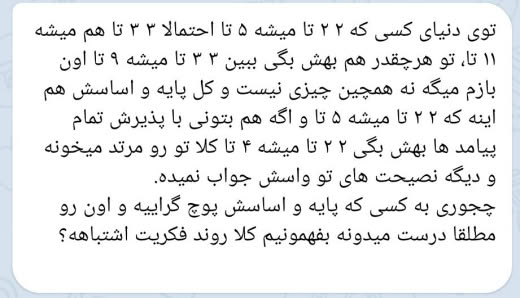 توی دنیای کسی که ۲ ۲ تا میشه ۵ تا احتمالا ۳ ۳ تا هم میشه
۱۱ تا، تو هرچقدر هم بهش بگی ببین ۳ ۳ تا میشه ۹ تا اون
بازم میگه نه همچین چیزی نیست و کل پایه و اساسش هم
اینه که ۲ ۲ تا میشه ۵ تا و اگه هم بتونی با پذیرش تمام
پیامد ها بهش بگی ۲ ۲ تا میشه ۴ تا کلا تو رو مرتد میخونه
و دیگه نصیحت های تو واسش جواب نمیده.
چجوری به کسی که پایه و اساسش پوچ گراییه و اون رو
مطلقا درست میدونه بفهمونیم کلا روند فکریت اشتباهه؟